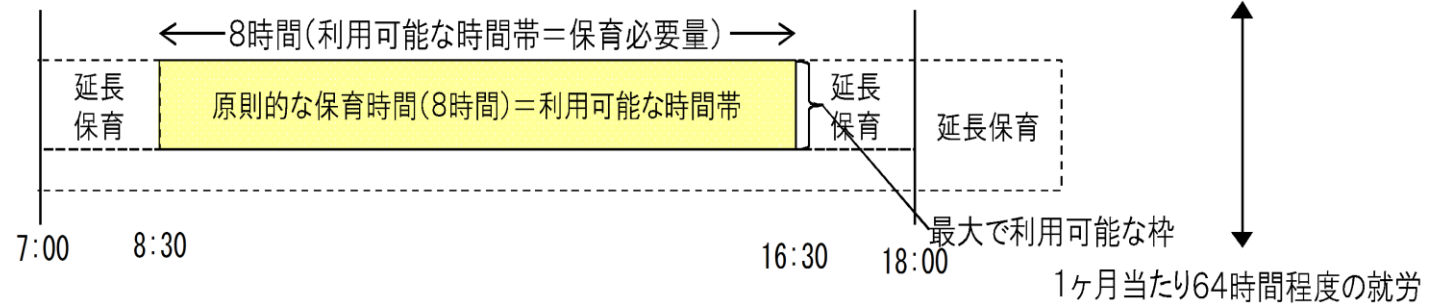 8時間(利用可能な時間帯＝保育必要量)
延長
保育
原則的な保育時間(8時間)＝利用可能な時間帯
延長
保育
延長保育
最大で利用可能な枠
7:00
8:30
16:30
18:00
1ヶ月当たり64時間程度の就労